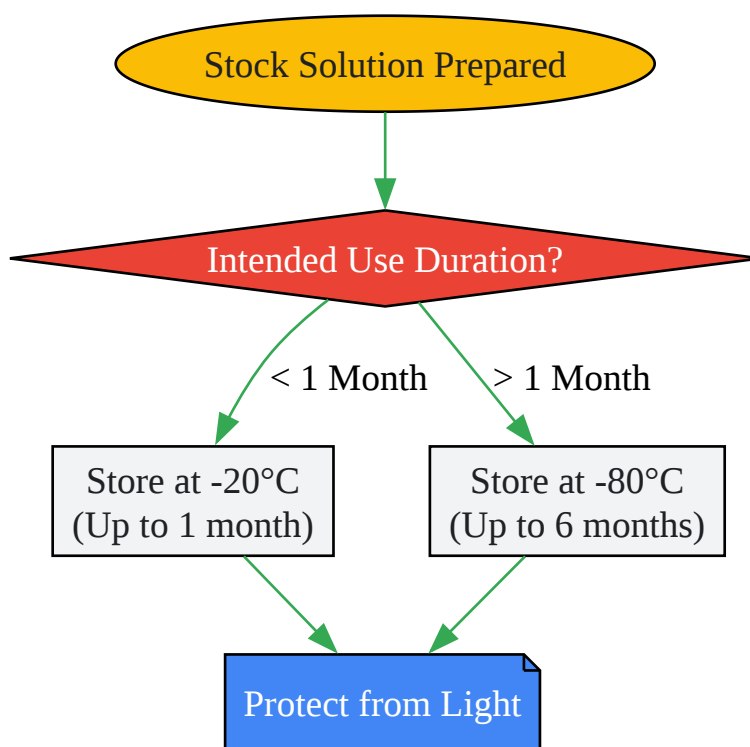 Stock Solution Prepared
Intended Use Duration?
< 1 Month
> 1 Month
Store at -20°C
(Up to 1 month)
Store at -80°C
(Up to 6 months)
Protect from Light